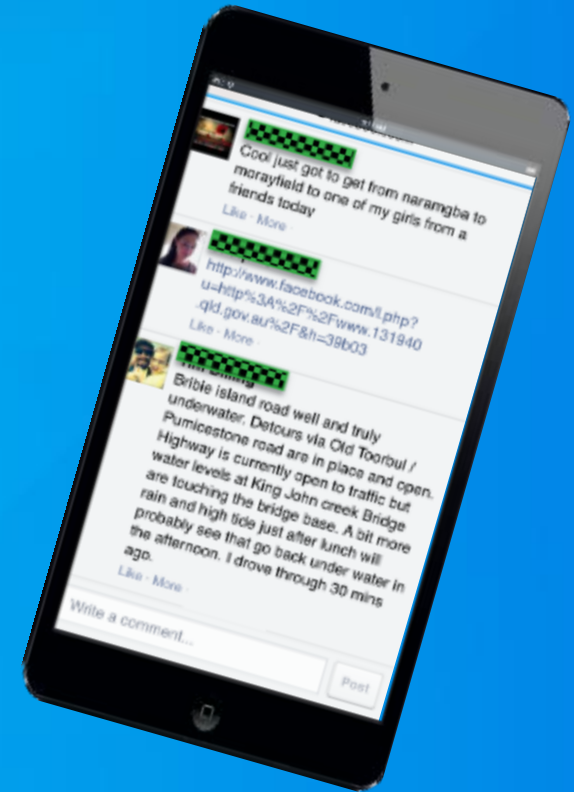 Cool just got to get from naramgba to
morayfield to one of my girls from a
friends today
Like · More
http://www.facebook.com/l.php?
u=http%3A%2F%2Fwww.131940
.qld.gov.au%2F&h=39b03
Like · More ·
Bribie island road well and truly
underwater. Detours via Old Toorbul /
Pumicestone road are in place and open.
Highway is currently open to traffic but
water levels at King John creek Bridge
are touching the bridge base. A bit more
rain and high tide just after lunch will
probably see that go back under water in
the afternoon. I drove through 30 mins
ago.
Like · More ·
Write a comment...
Post